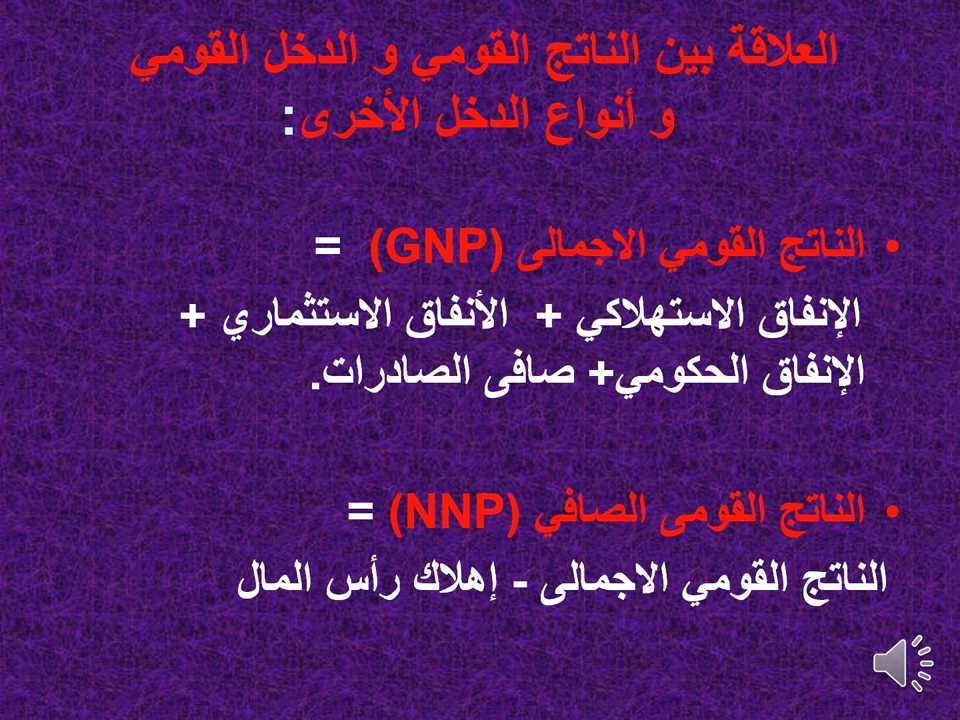 العلاقة بين الناتج القومي و الدخل القومي
و أنواع الدخل الأخرى:
• الناتج القومي الاجمالى (GNP) =
الإنفاق الاستهلاكي + الأنفاق الاستثماري +
الإنفاق الحكومي+ صافى الصادرات.
• الناتج القومى الصافي (NNP) =
الناتج القومي الاجمالى - إهلاك رأس المال